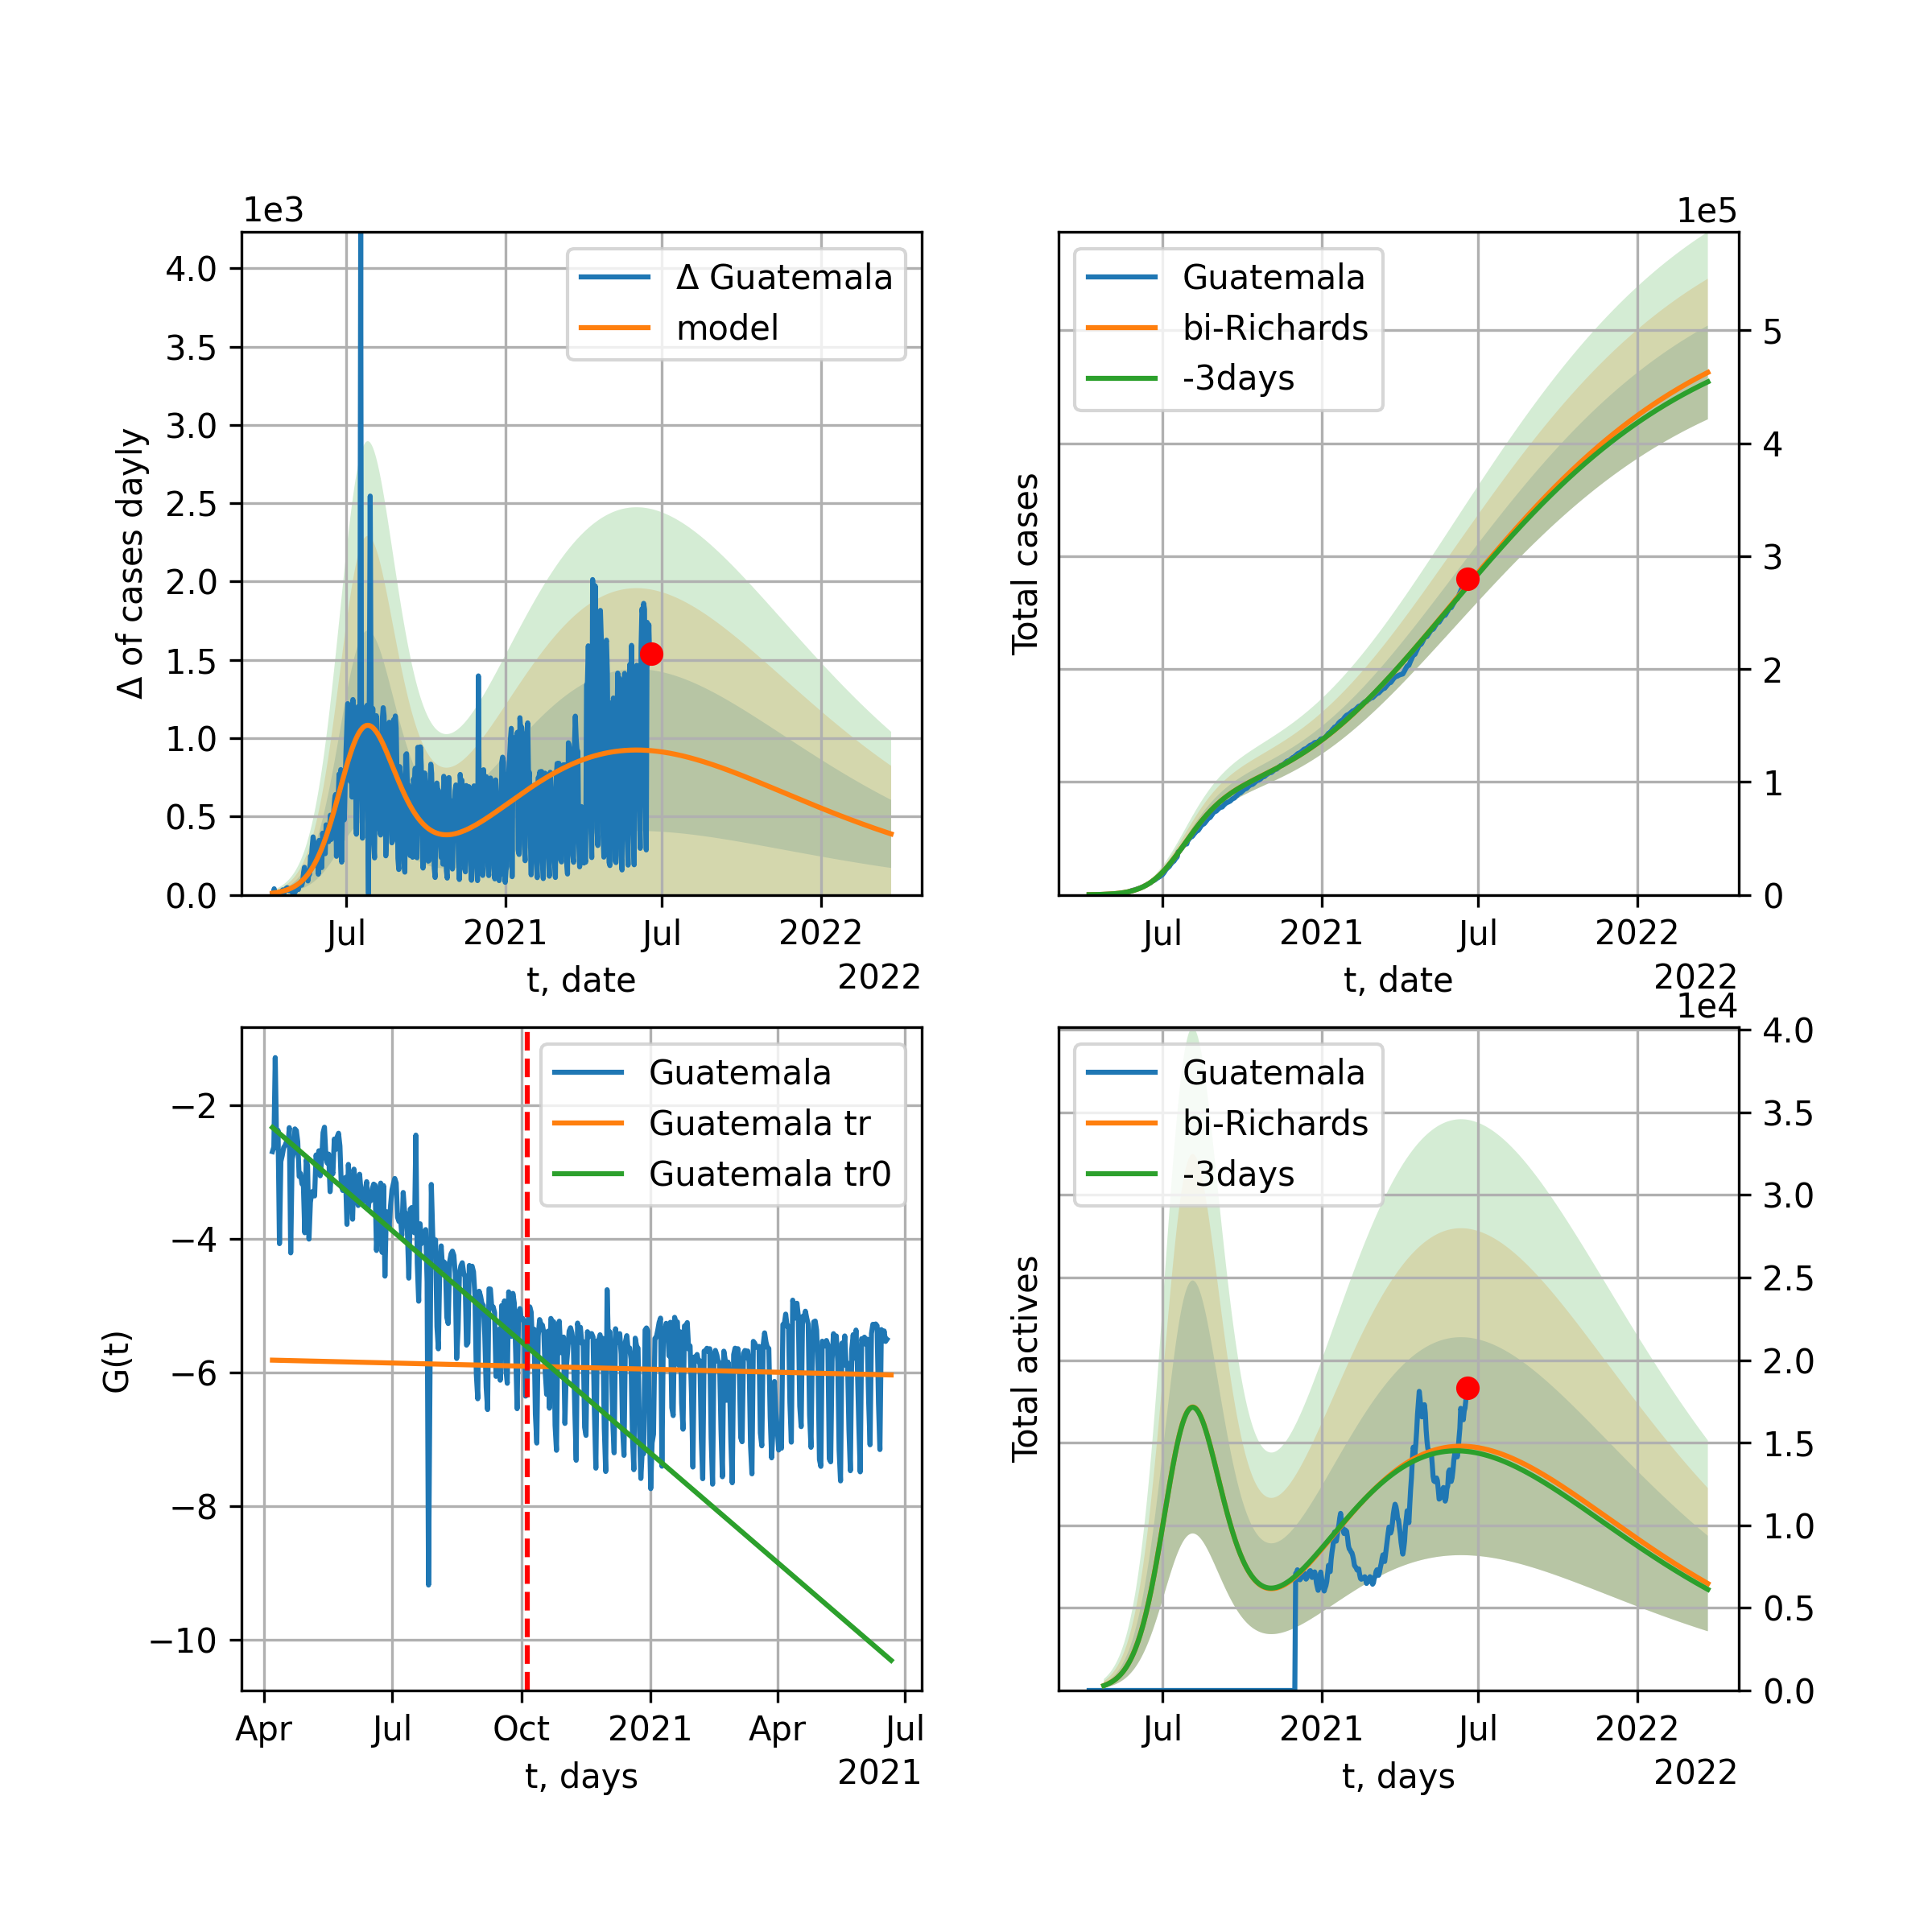 1e3
4.0
3.5
3.0
2.5
2.0
1.5
1.0
0.5
0.0
Δ of cases dayly
Δ Guatemala
model
Jul
2021
Jul
2022
t, date
2022
1e5
Total cases
Guatemala
bi-Richards
-3days
5
4
3
2
1
0
Jul
2021
Jul
2022
t, date
2022
−2
−4
−6
−8
−10
G(t)
Guatemala
Guatemala tr
Guatemala tr0
Apr
Jul
Oct
2021
Apr
Jul
t, days
2021
1e4
Total actives
Guatemala
bi-Richards
-3days
4.0
3.5
3.0
2.5
2.0
1.5
1.0
0.5
0.0
Jul
2021
Jul
2022
t, days
2022